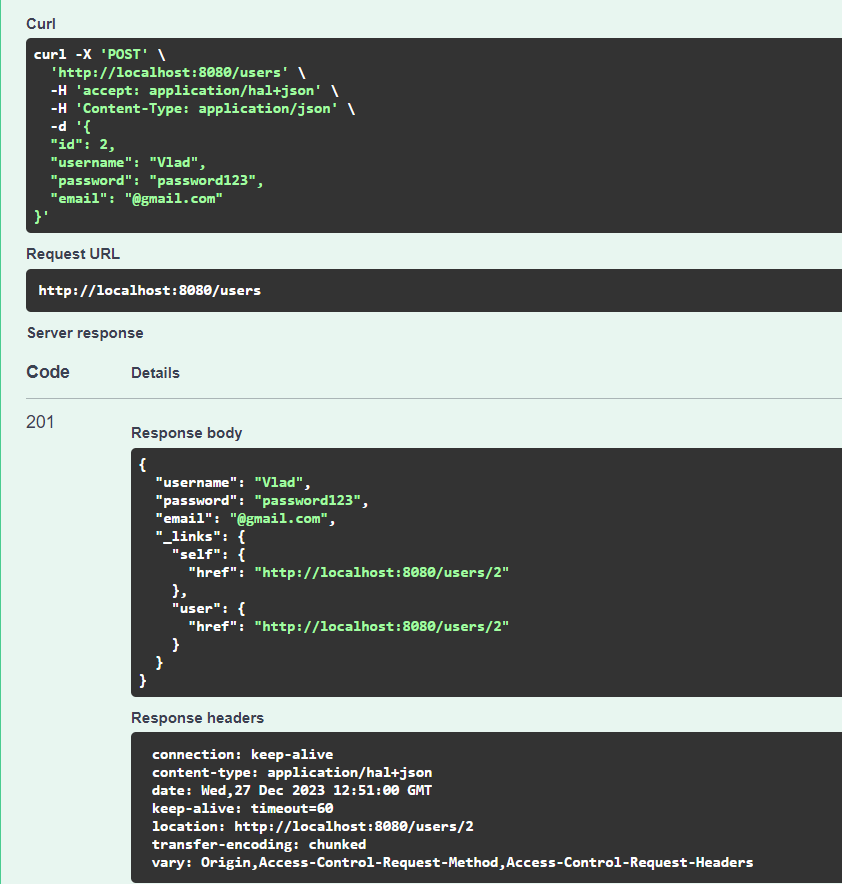 Curl
curl -X 'POST' \
'http://localhost:8080/users' \
-H 'accept: application/hal+json' \
-H 'Content-Type: application/json' \
-d '{
"id": 2,
"username": "Vlad",
"password": "password123",
"email": "@gmail.com"
}'
Request URL
http://localhost:8080/users
Server response
Code Details
201
Response body
{
"username": "Vlad",
"password": "password123",
"email": "@gmail.com",
"_links": {
"self": {
"href": "http://localhost:8080/users/2"
},
"user": {
"href": "http://localhost:8080/users/2"
}
}
}
Response headers
connection: keep-alive
content-type: application/hal+json
date: Wed,27 Dec 2023 12:51:00 GMT
keep-alive: timeout=60
location: http://localhost:8080/users/2
transfer-encoding: chunked
vary: Origin,Access-Control-Request-Method,Access-Control-Request-Headers